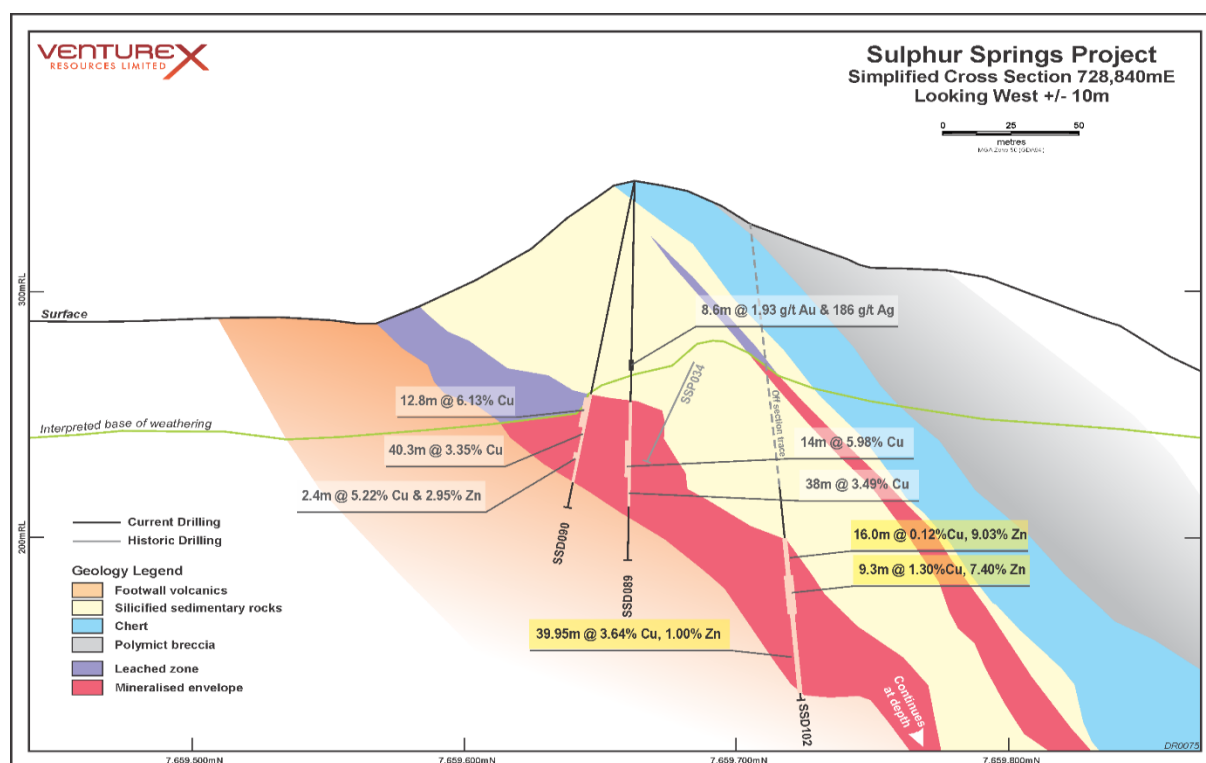 VENTUREX
RESOURCES LIMITED
Sulphur Springs Project
Simplified Cross Section 728,840mE
Looking West +/- 10m
0 25 50
metres
300mRL
Surface
8.6m @ 1.93 g/t Au & 186 g/t Ag
SSP034
12.8m @ 6.13% Cu
Off section trace
Interpreted base of weathering
40.3m @ 3.35% Cu
14m @ 5.98% Cu
2.4m @ 5.22% Cu & 2.95% Zn
38m @ 3.49% Cu
200mRL
Current Drilling
Historic Drilling
SSD090
SSD089
16.0m @ 0.12%Cu, 9.03% Zn
9.3m @ 1.30%Cu, 7.40% Zn
Geology Legend
Footwall volcanics
Silicified sedimentary rocks
Chert
Polymict breccia
Leached zone
Mineralised envelope
39.95m @ 3.64% Cu, 1.00% Zn
Continues
at depth
SSD102
DR0075
7,659,500mN 7,659,600mN 7,659,700mN 7,659,800mN